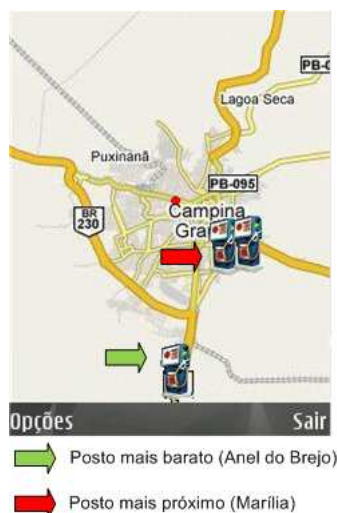 PB-0
Lagoa Seca
Puxinanã
PB-095
BR
230
Campina
Gra
Opções Sair
Posto mais barato (Anel do Brejo)
Posto mais próximo (Marília)